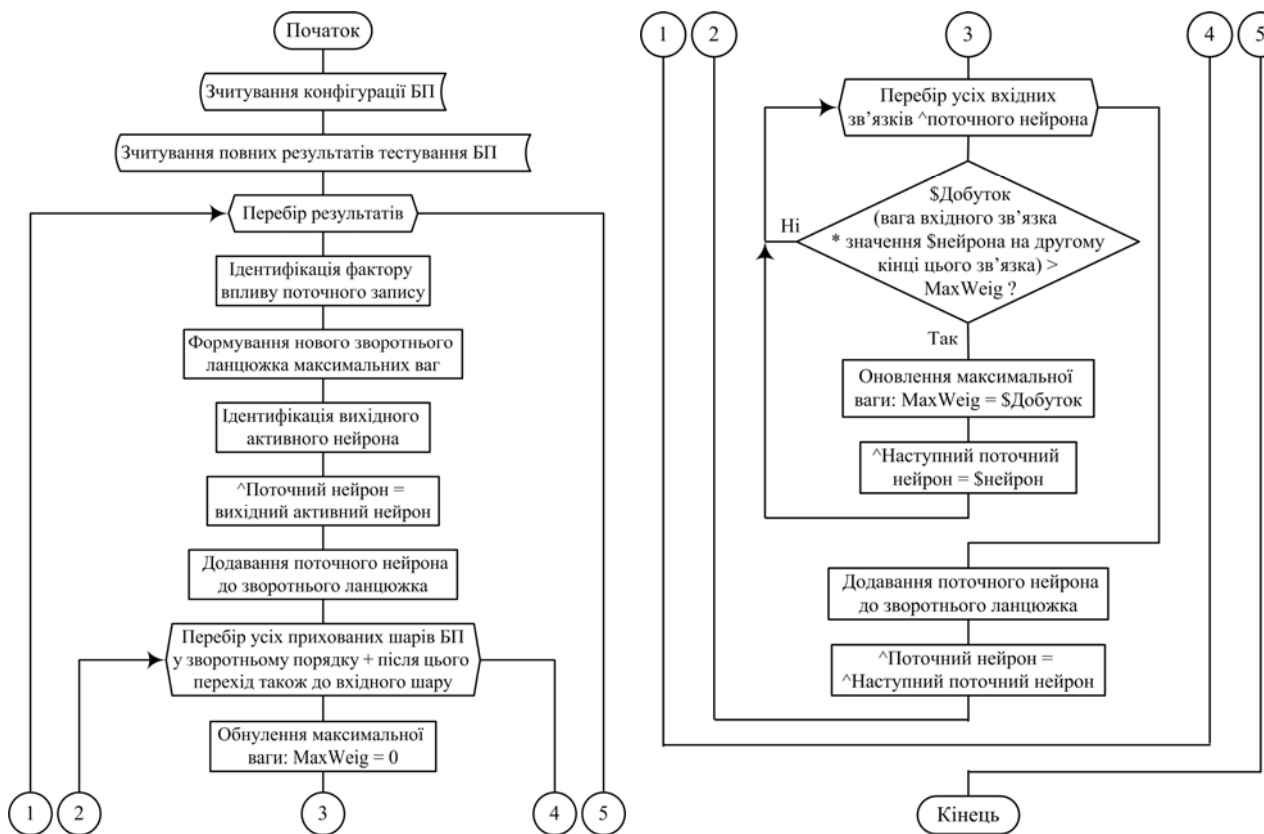 Початок
Зчитування конфігурації БП
Зчитування повних результатів тестування БП
Перебір результатів
Ідентифікація фактору
впливу поточного запису
Формування нового зворотнього
ланцюжка максимальних ваг
Ідентифікація вихідного
активного нейрона
^Поточний нейрон =
вихідний активний нейрон
Додавання поточного нейрона
до зворотнього ланцюжка
Перебір усіх прихованих шарів БП
у зворотньому порядку + після цього
перехід також до вхідного шару
Обнулення максимальної
ваги: MaxWeig = 0
1
2
3
4
5
1
2
3
4
5
Перебір усіх вхідних
зв’язків ^поточного нейрона
$Добуток
(вага вхідного зв’язка
* значення $нейрона на другому
кінці цього зв’язка) >
MaxWeig ?
Ні
Так
Оновлення максимальної
ваги: MaxWeig = $Добуток
^Наступний поточний
нейрон = $нейрон
Додавання поточного нейрона
до зворотнього ланцюжка
^Поточний нейрон =
^Наступний поточний нейрон
Кінець